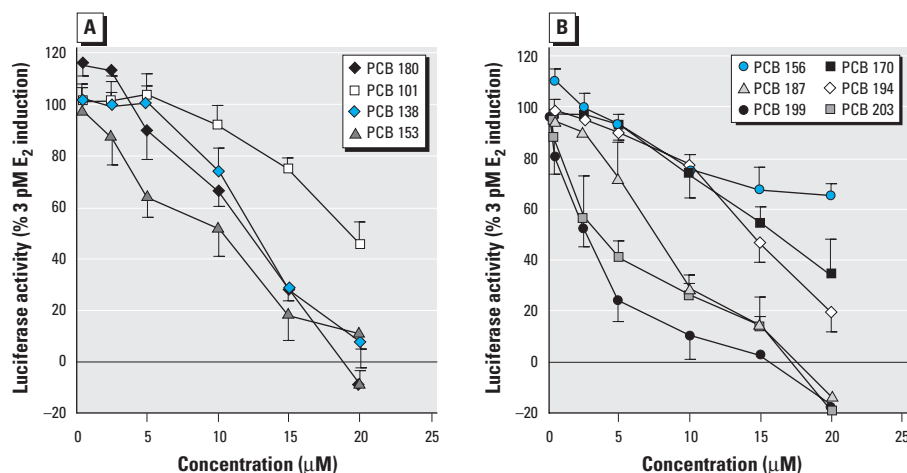 A
Luciferase activity (% 3 pM E2 induction)
120
100
80
60
40
20
0
−20
PCB 180
PCB 101
PCB 138
PCB 153
0 5 10 15 20 25
Concentration (μM)
B
Luciferase activity (% 3 pM E2 induction)
120
100
80
60
40
20
0
−20
PCB 156 PCB 170
PCB 187 PCB 194
PCB 199 PCB 203
0 5 10 15 20 25
Concentration (μM)